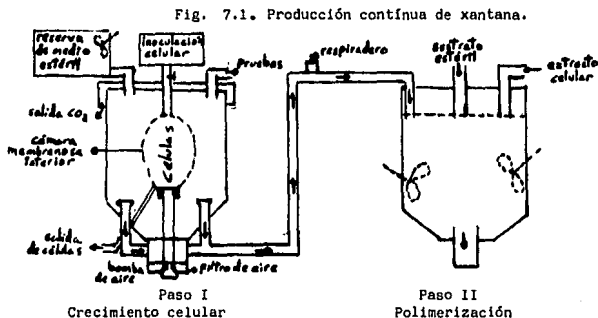 Fig. 7.1. Producción contínua de xantana.
reserva
de medio
estéril
inoculación
celular
pruebas
respiradero
sustrato
estéril
extracto
celular
salida CO₂
cámara
membranosa
interior
células
salida
de células
bomba
de aire
filtro de aire
Paso I
Crecimiento celular
Paso II
Polimerización